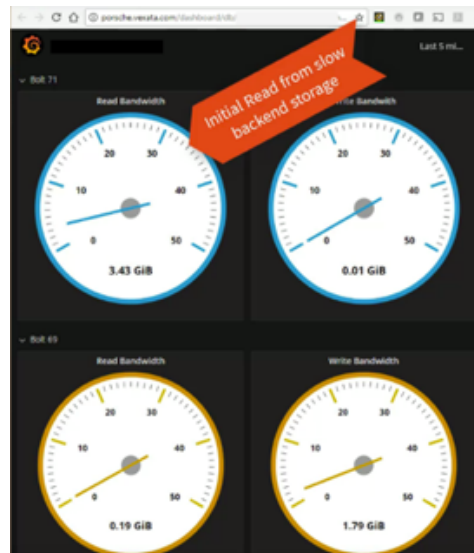 porsche.vexata.com/dashboard/db/
Last 5 mi...
Initial Read from slow
backend storage
Bolt 71
Read Bandwidth
0
10
20
30
40
50
3.43 GiB
Write Bandwidth
0
10
20
30
40
50
0.01 GiB
Bolt 69
Read Bandwidth
0
10
20
30
40
50
0.19 GiB
Write Bandwidth
0
10
20
30
40
50
1.79 GiB